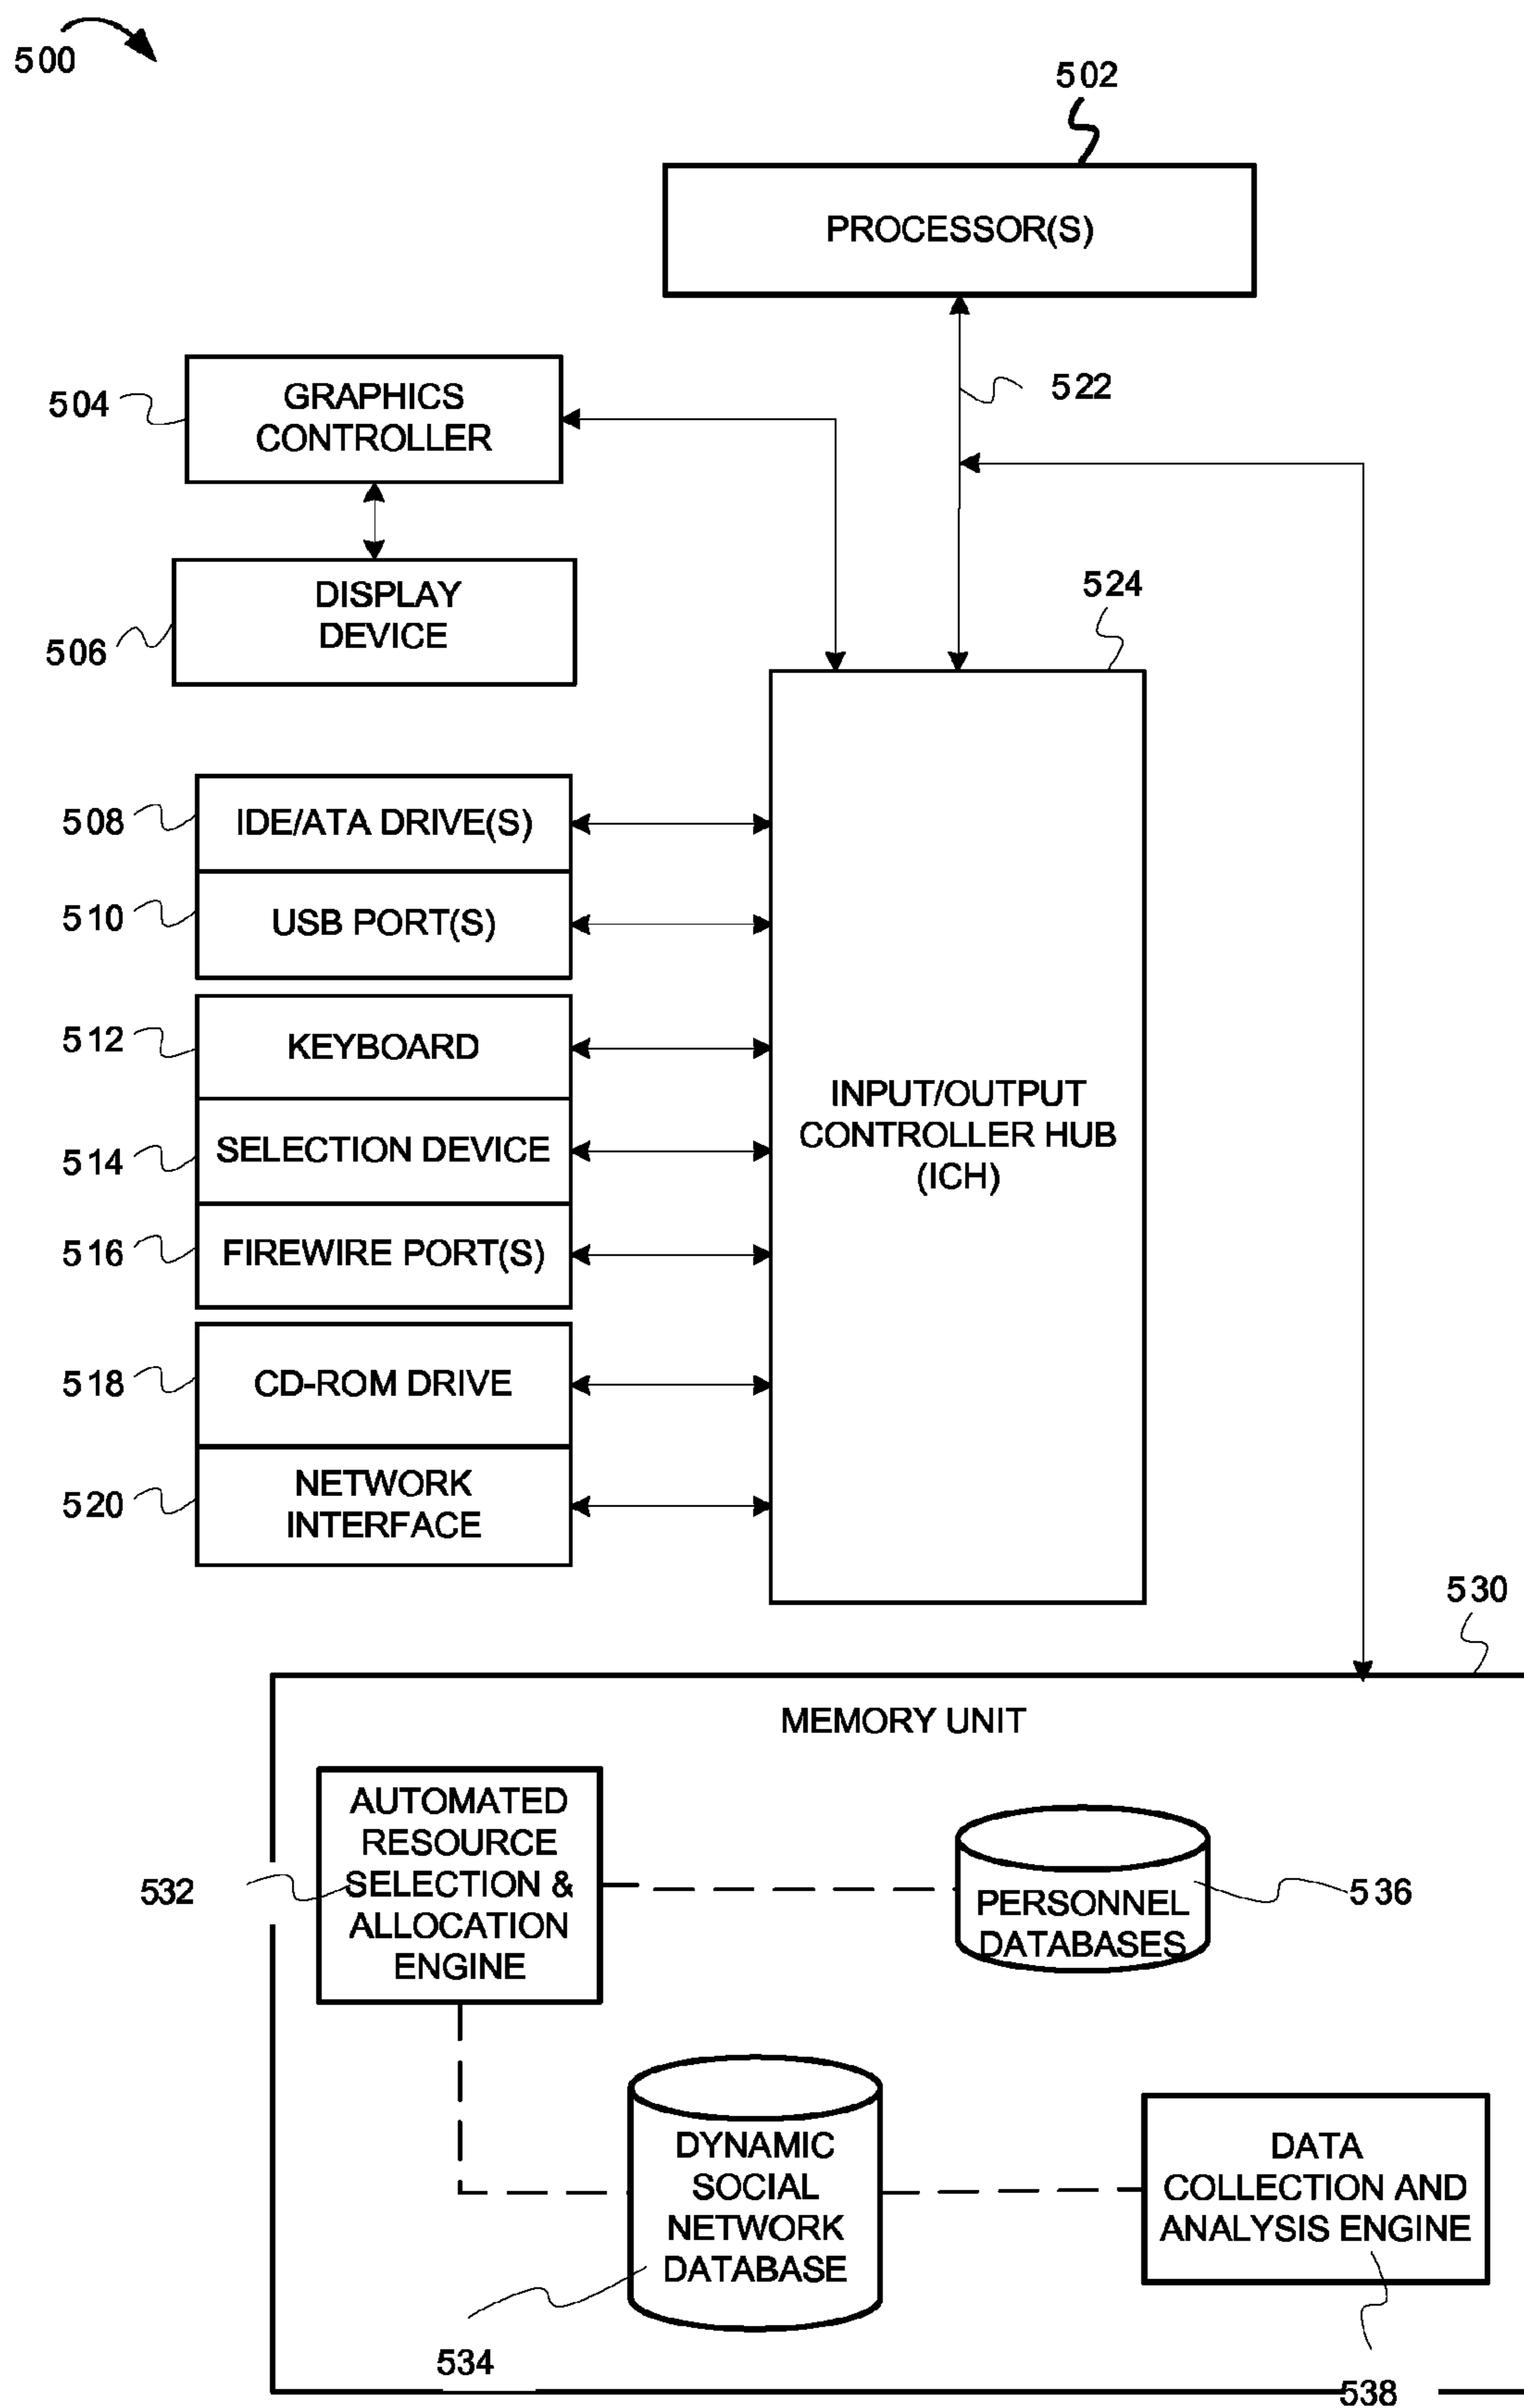 500
502
PROCESSOR(S)
522
504
GRAPHICS
CONTROLLER
506
DISPLAY
DEVICE
524
508
IDE/ATA DRIVE(S)
510
USB PORT(S)
512
KEYBOARD
514
SELECTION DEVICE
516
FIREWIRE PORT(S)
518
CD-ROM DRIVE
520
NETWORK
INTERFACE
INPUT/OUTPUT
CONTROLLER HUB
(ICH)
530
MEMORY UNIT
532
AUTOMATED
RESOURCE
SELECTION &
ALLOCATION
ENGINE
PERSONNEL
DATABASES
536
DYNAMIC
SOCIAL
NETWORK
DATABASE
534
DATA
COLLECTION AND
ANALYSIS ENGINE
538